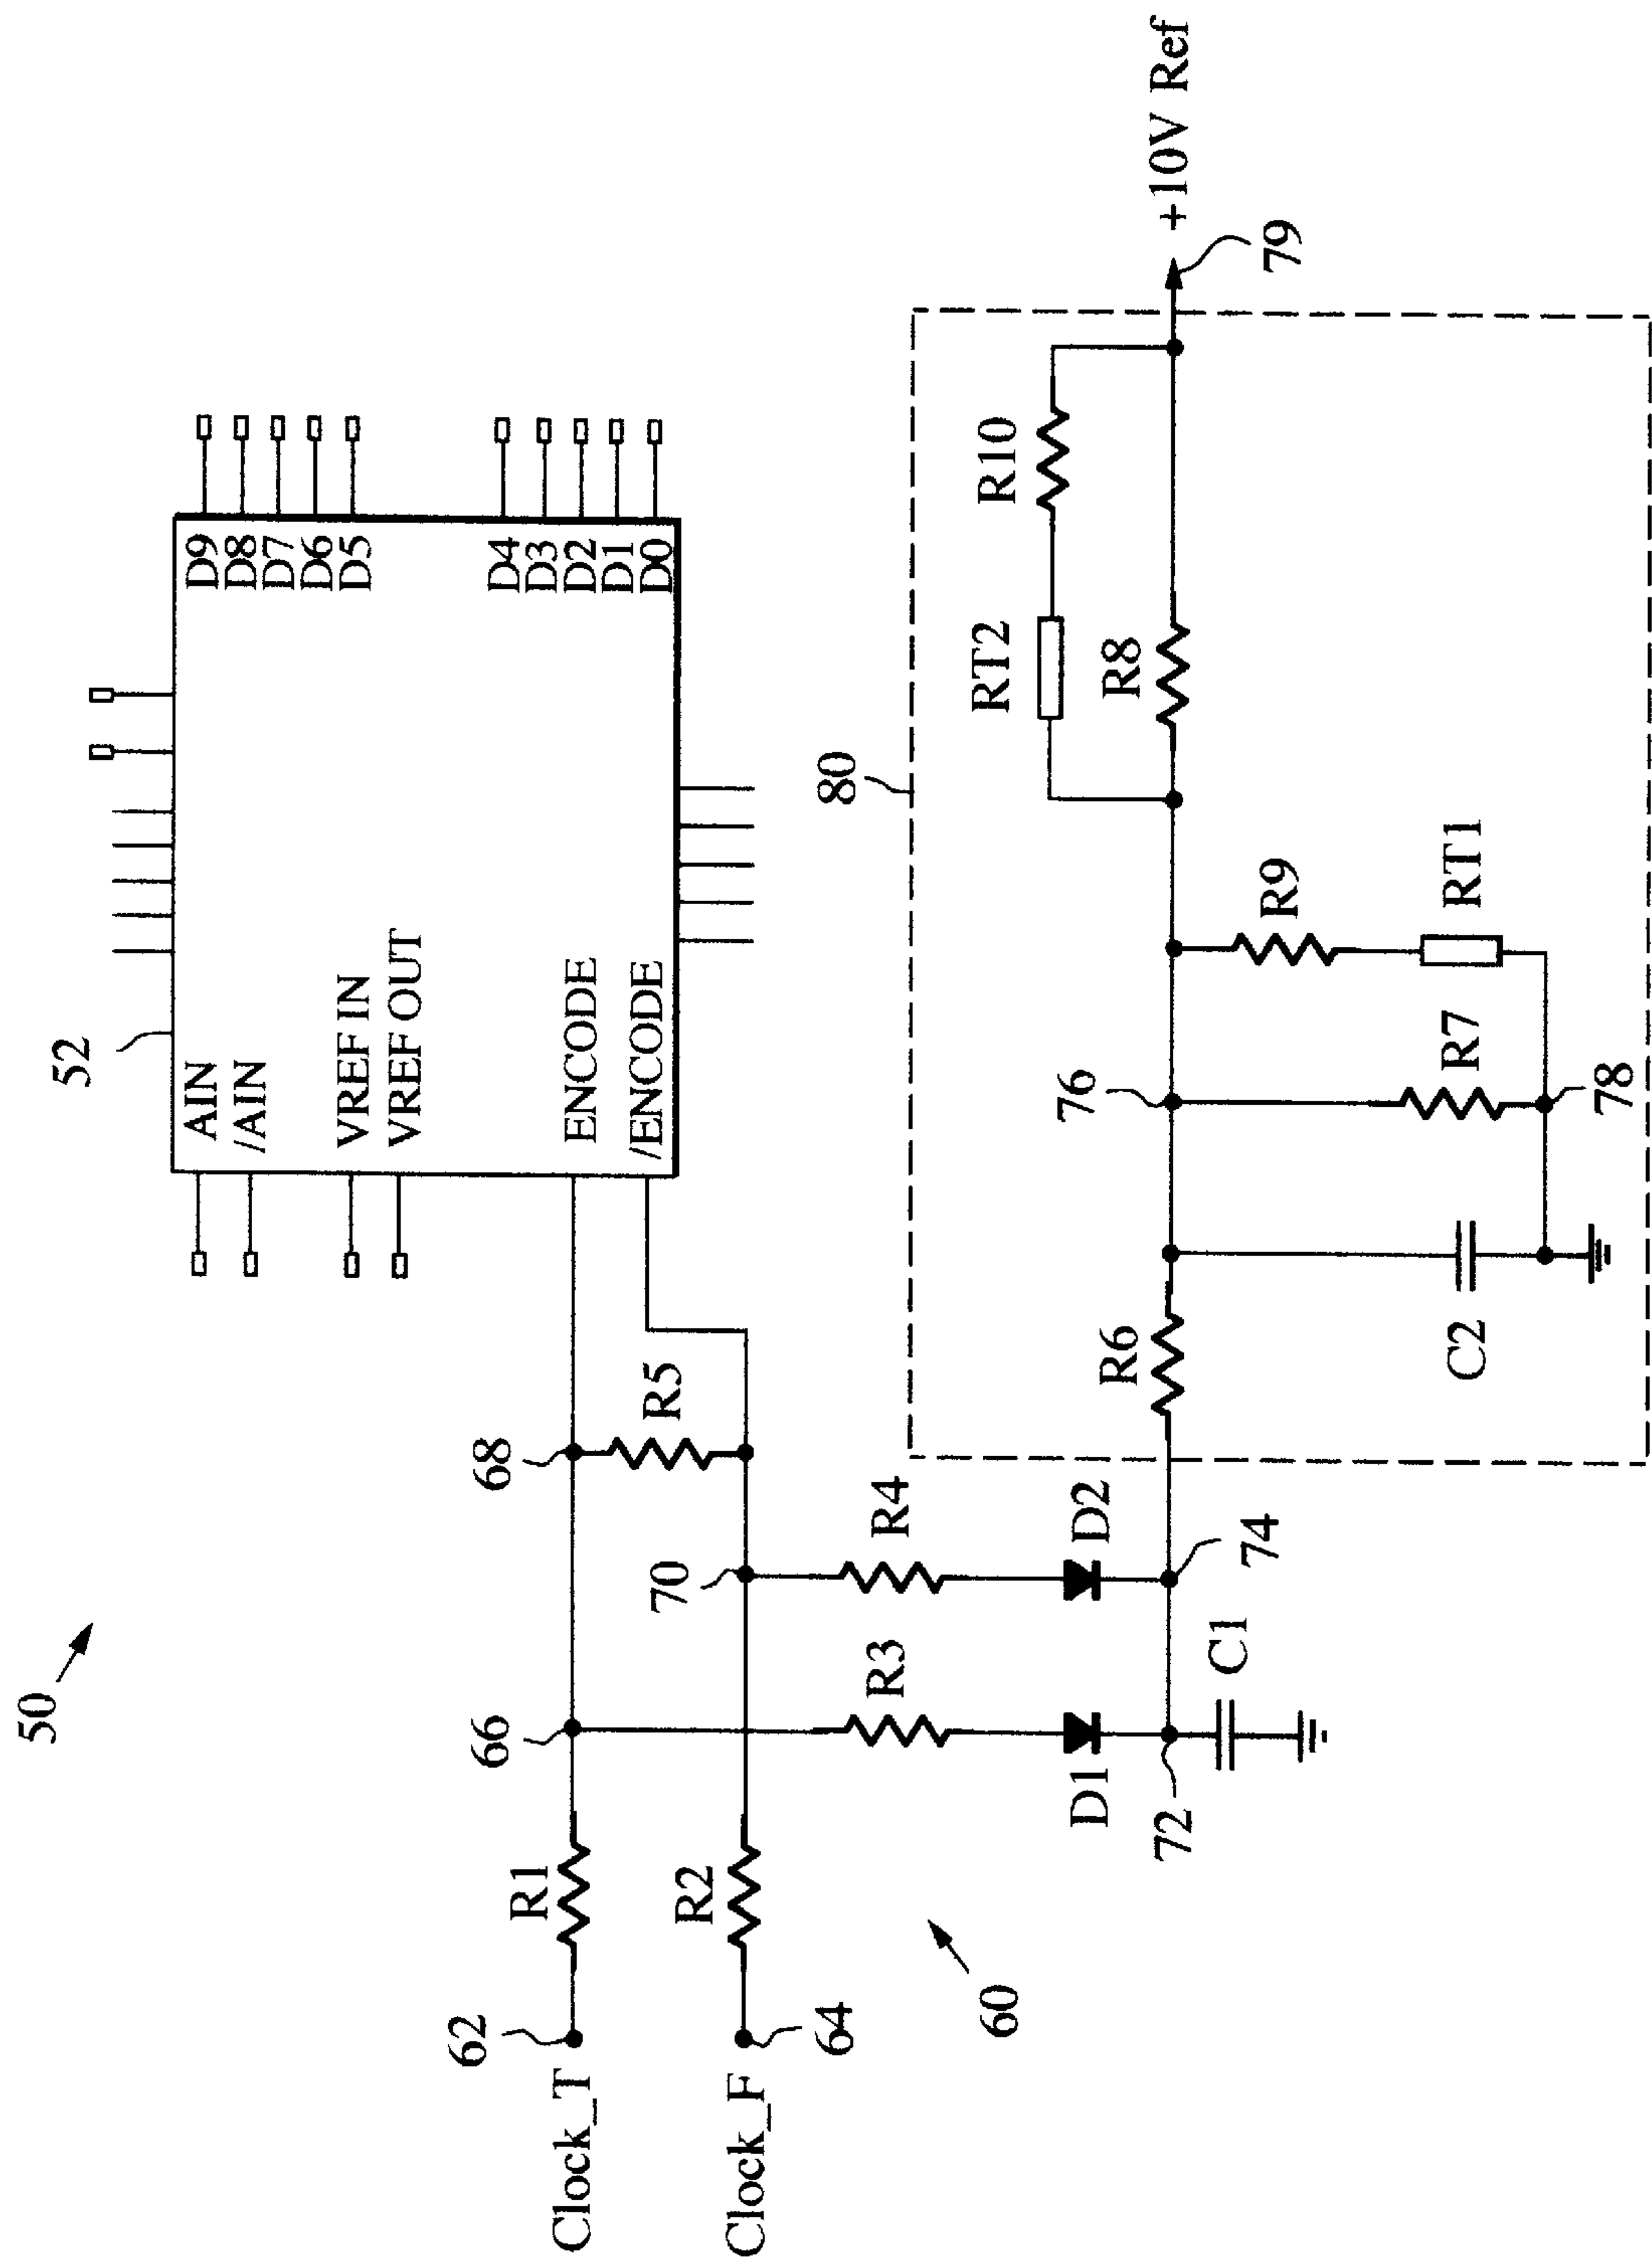 50
52
AIN
/AIN
VREF IN
VREF OUT
ENCODE
/ENCODE
D9
D8
D7
D6
D5
D4
D3
D2
D1
D0
Clock_T
62
R1
66
68
R5
Clock_F
64
R2
70
60
R3
R4
D1
D2
72
C1
74
80
R6
76
C2
R7
78
R9
RT1
RT2
R10
R8
79
+10V Ref